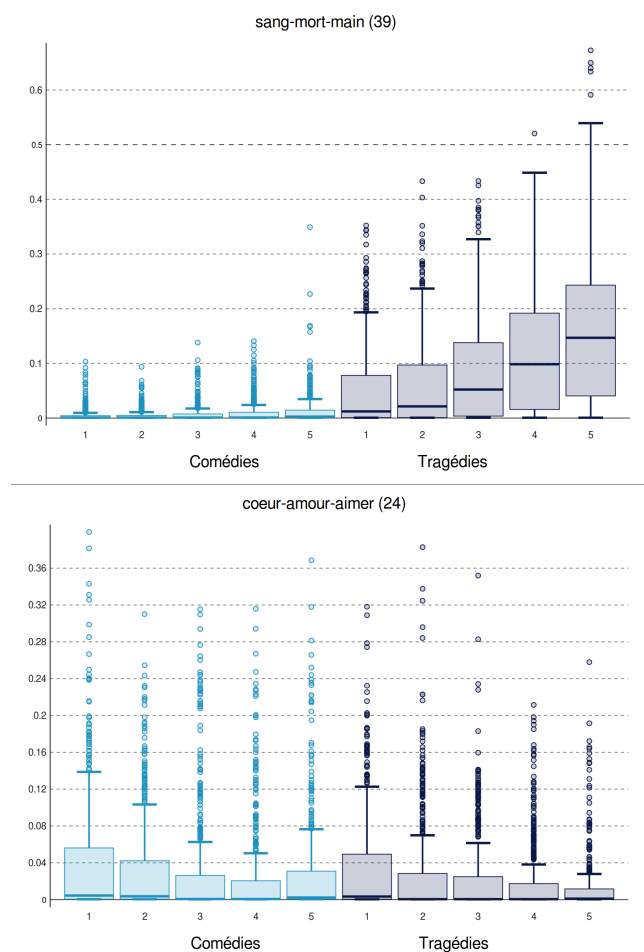 sang-mort-main (39)
0.6
0.5
0.4
0.3
0.2
0.1
0
1 2 3 4 5 1 2 3 4 5
Comédies Tragédies
coeur-amour-aimer (24)
0.36
0.32
0.28
0.24
0.2
0.16
0.12
0.08
0.04
0
1 2 3 4 5 1 2 3 4 5
Comédies Tragédies